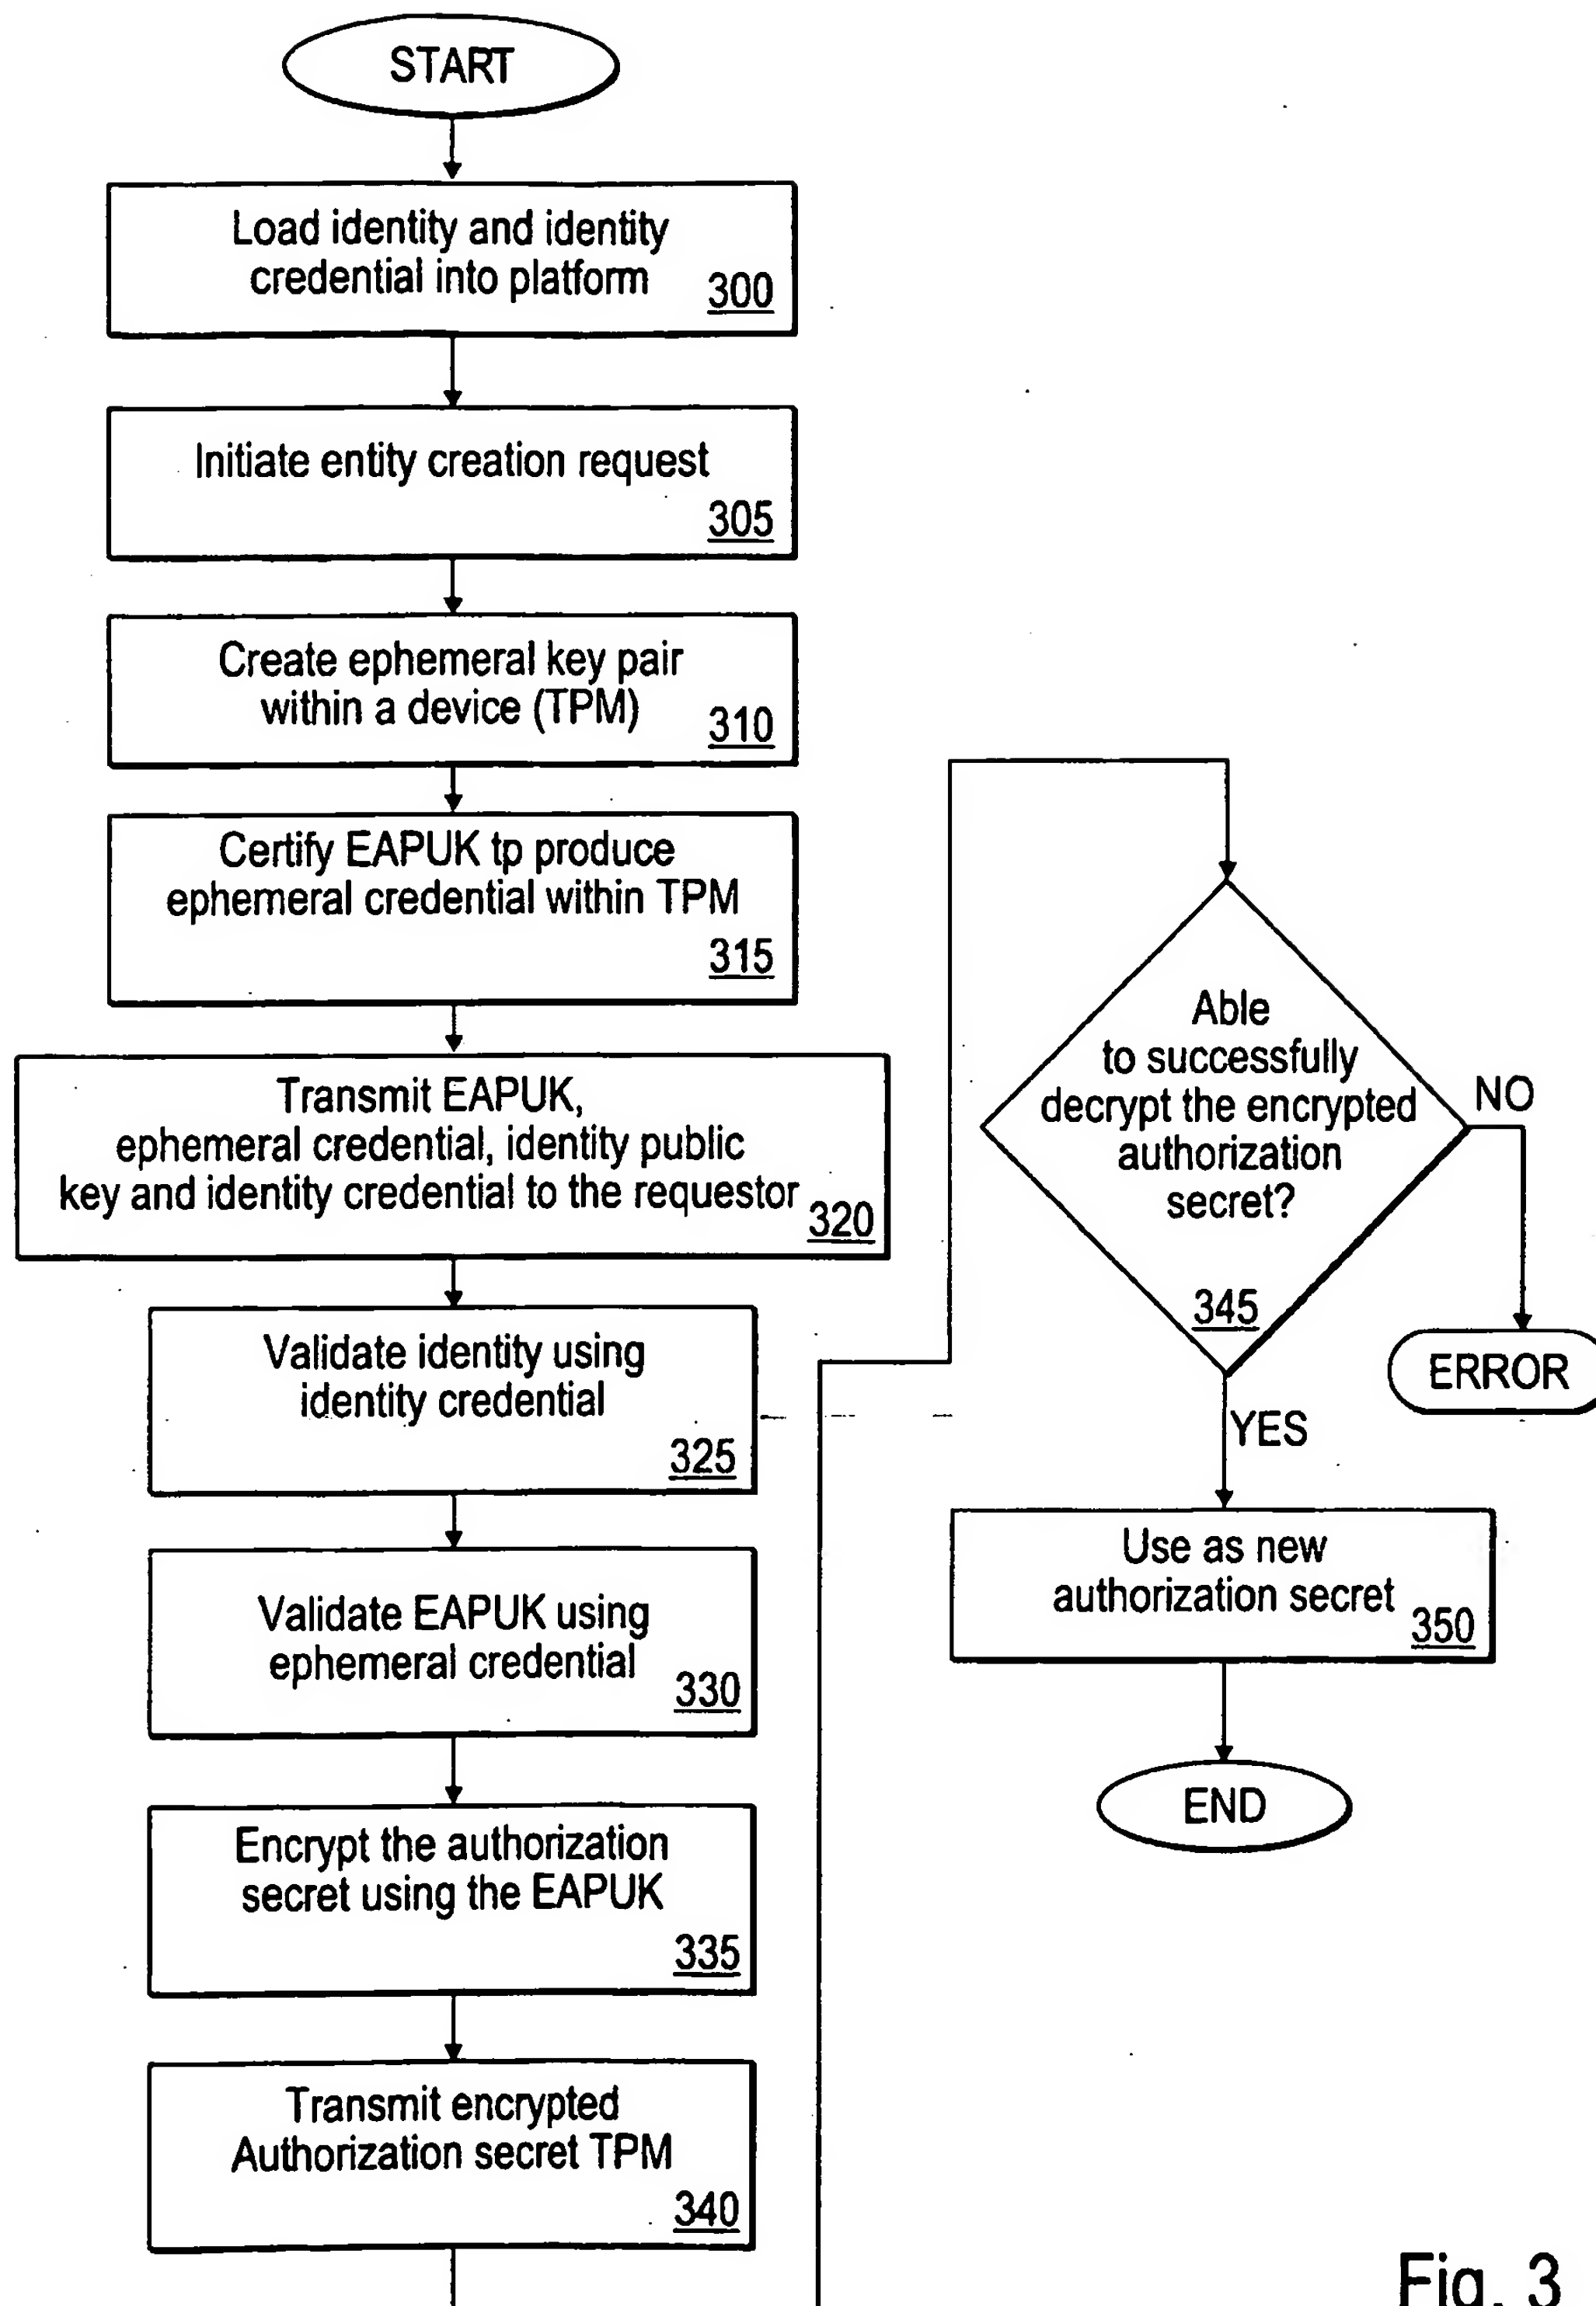 START
Load identity and identity
credential into platform
300
Initiate entity creation request
305
Create ephemeral key pair
within a device (TPM)
310
Certify EAPUK tp produce
ephemeral credential within TPM
315
Transmit EAPUK,
ephemeral credential, identity public
key and identity credential to the requestor
320
Validate identity using
identity credential
325
Validate EAPUK using
ephemeral credential
330
Encrypt the authorization
secret using the EAPUK
335
Transmit encrypted
Authorization secret TPM
340
Able
to successfully
decrypt the encrypted
authorization
secret?
345
NO
ERROR
YES
Use as new
authorization secret
350
END
Fig. 3